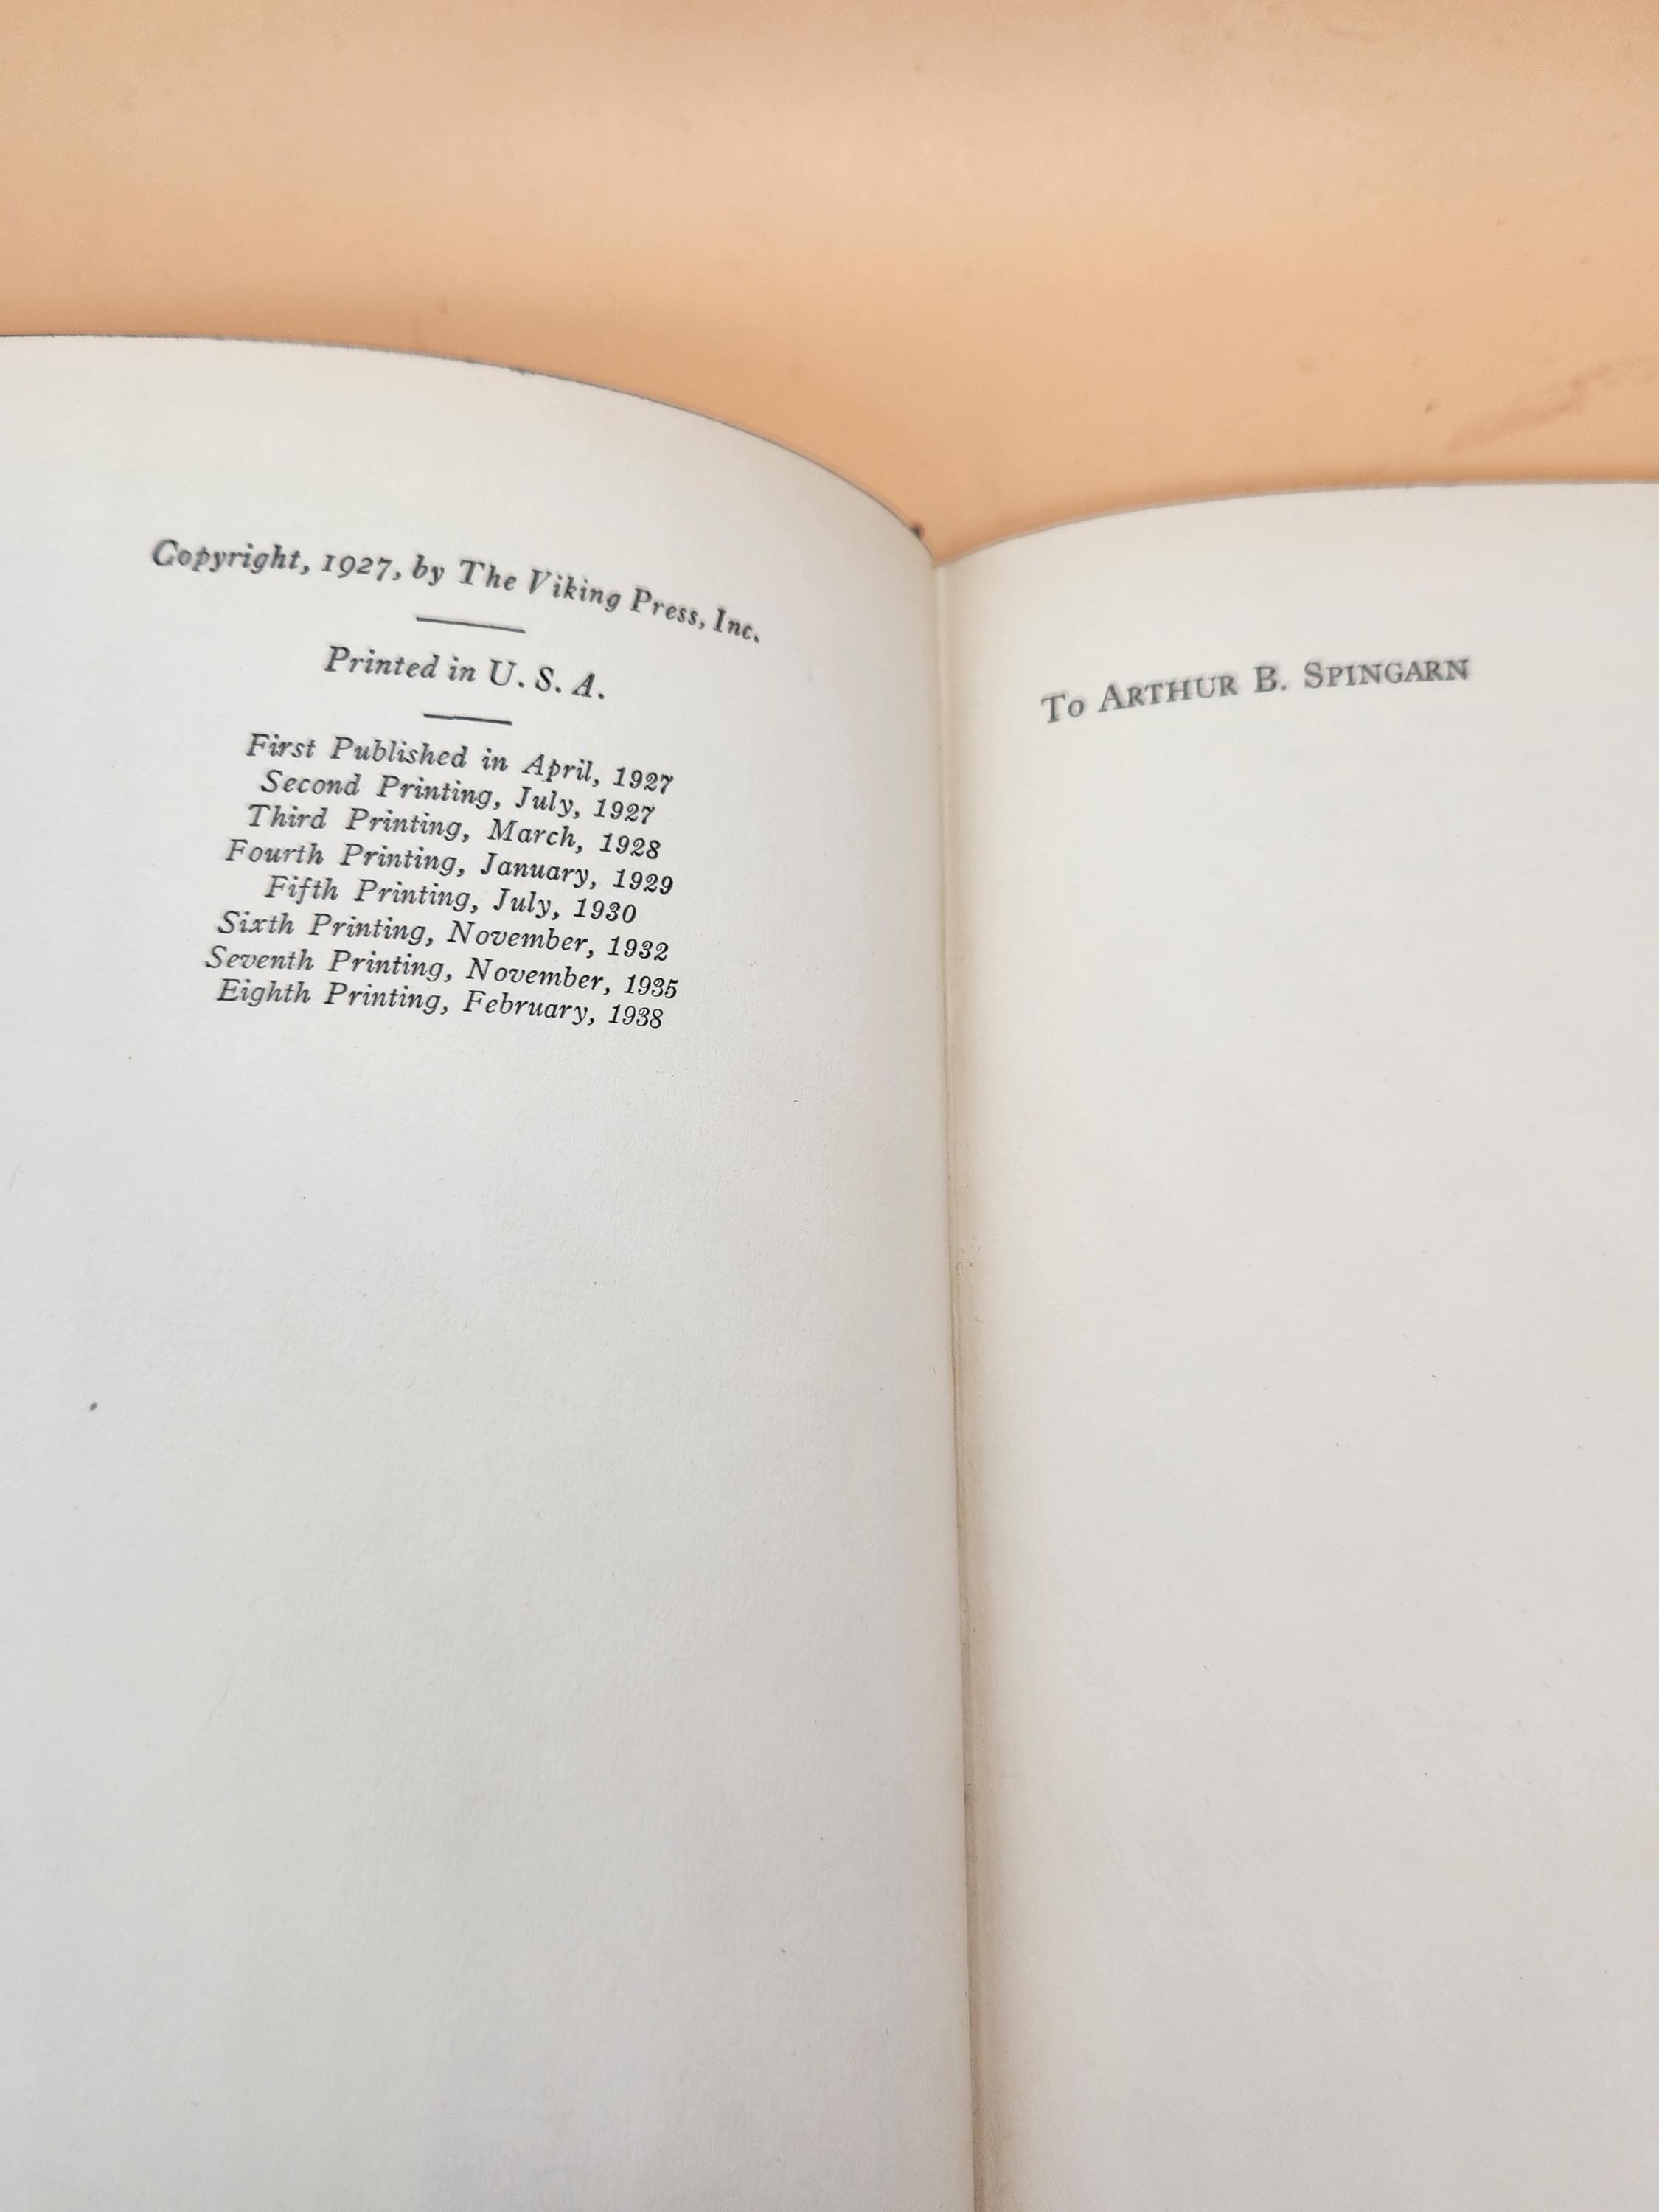 Copyright, 1927, by The Viking Press, Inc.
Printed in U. S. A.
First Published in April, 1927
Second Printing, July, 1927
Third Printing, March, 1928
Fourth Printing, January, 1929
Fifth Printing, July, 1930
Sixth Printing, November, 1932
Seventh Printing, November, 1935
Eighth Printing, February, 1938
To ARTHUR B. SPINGARN